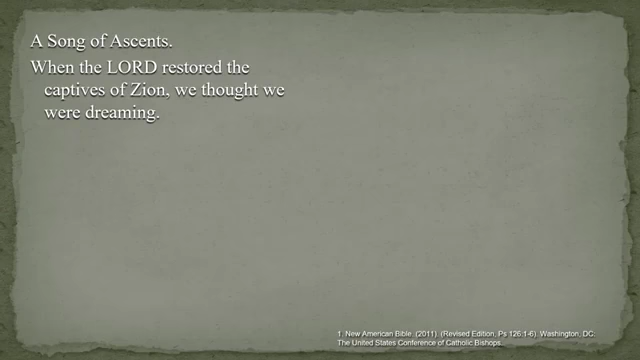 A Song of Ascents.
When the LORD restored the
captives of Zion, we thought we
were dreaming.
1. New American Bible. (2011). (Revised Edition, Ps 126:1-6). Washington, DC:
The United States Conference of Catholic Bishops.